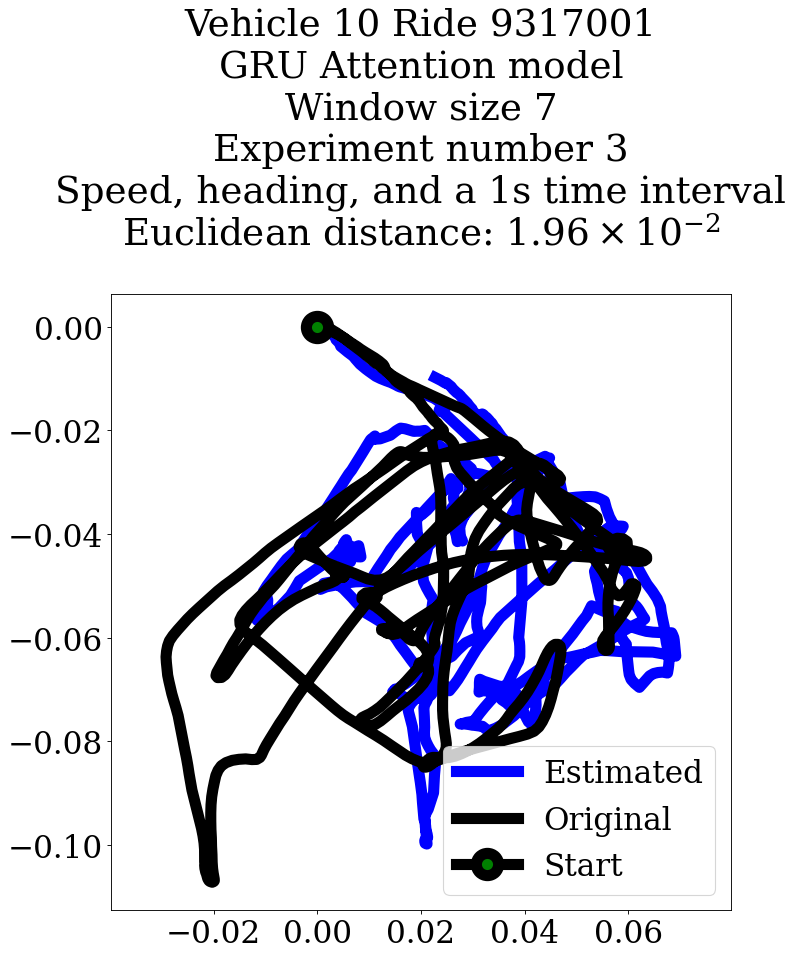 Vehicle 10 Ride 9317001
GRU Attention model
Window size 7
Experiment number 3
Speed, heading, and a 1s time interval
Euclidean distance: 1.96 × 10⁻²
0.00
−0.02
−0.04
−0.06
−0.08
−0.10
Estimated
Original
Start
−0.02 0.00 0.02 0.04 0.06